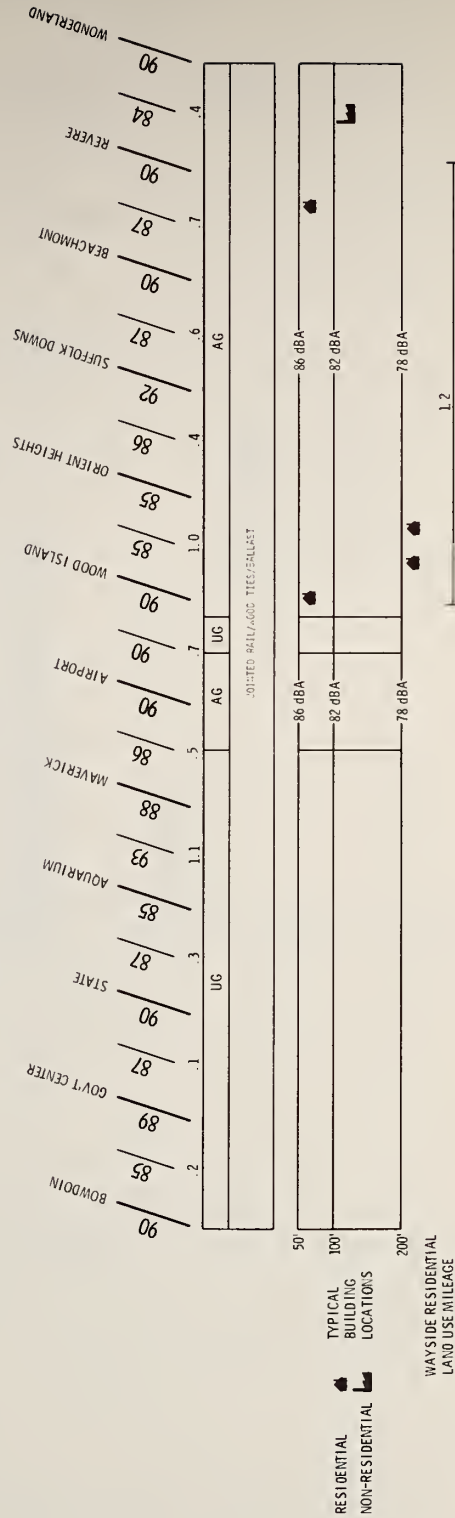 BOWDOIN GOV'T CENTER STATE AQUARIUM MAVERICK AIRPORT WOOD ISLAND ORIENT HEIGHTS SUFFOLK DOWNS BEACHMONT REVERE WONDERLAND
90 85 89 87 90 87 85 93 88 86 90 90 90 85 85 86 92 87 90 87 90 84 90
.2 .1 .3 1.1 .5 .7 1.0 .4 .6 .7 .4
UG AG UG AG
JOINTED RAIL/WOOD TIES/BALLAST
50' 86 dBA 86 dBA
100' 82 dBA 82 dBA
200' 78 dBA 78 dBA
RESIDENTIAL
NON-RESIDENTIAL
TYPICAL
BUILDING
LOCATIONS
WAYSIDE RESIDENTIAL
LAND USE MILEAGE
1.2